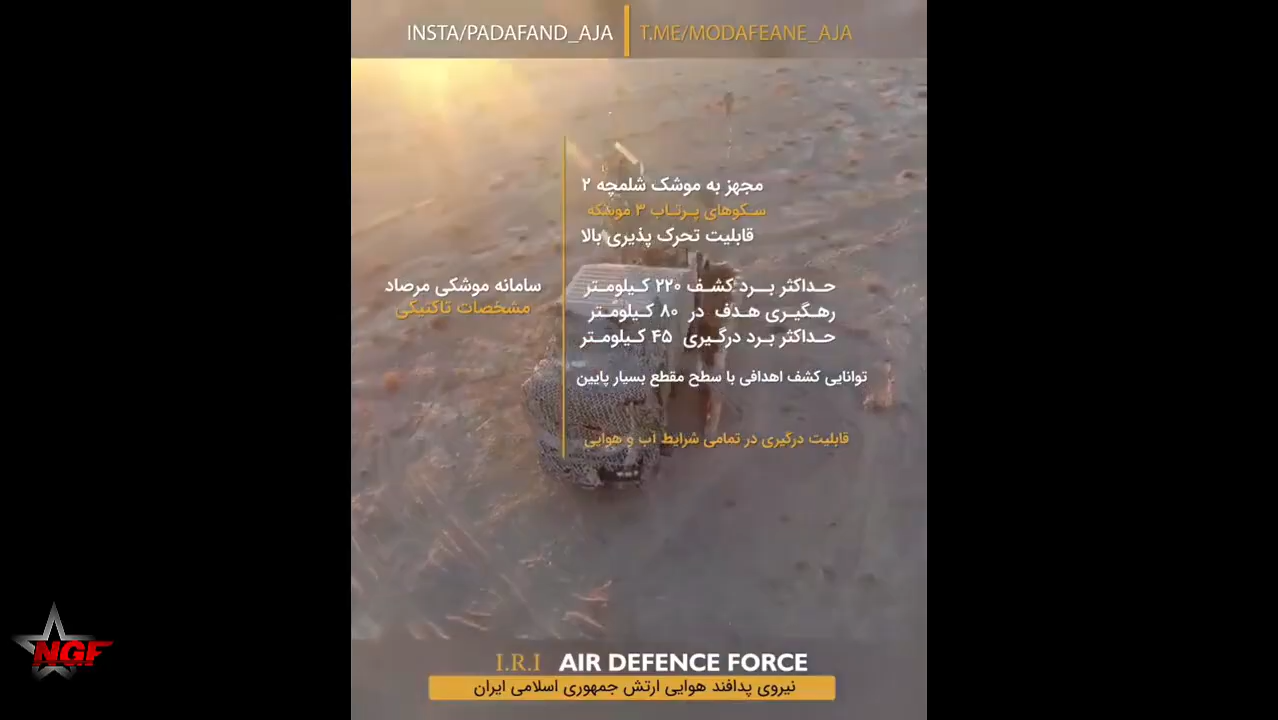 INSTA/PADAFAND_AJA
T.ME/MODAFEANE_AJA
مجهز به موشک شلمچه ۲
سکوهای پرتاب ۳ موشکه
قابلیت تحرک پذیری بالا
سامانه موشکی مرصاد
مشخصات تاکتیکی
حداکثر برد کشف ۲۲۰ کیلومتر
رهگیری هدف در ۸۰ کیلومتر
حداکثر برد درگیری ۴۵ کیلومتر
توانایی کشف اهدافی با سطح مقطع بسیار پایین
قابلیت درگیری در تمامی شرایط آب و هوایی
I.R.I AIR DEFENCE FORCE
نیروی پدافند هوایی ارتش جمهوری اسلامی ایران
NGF